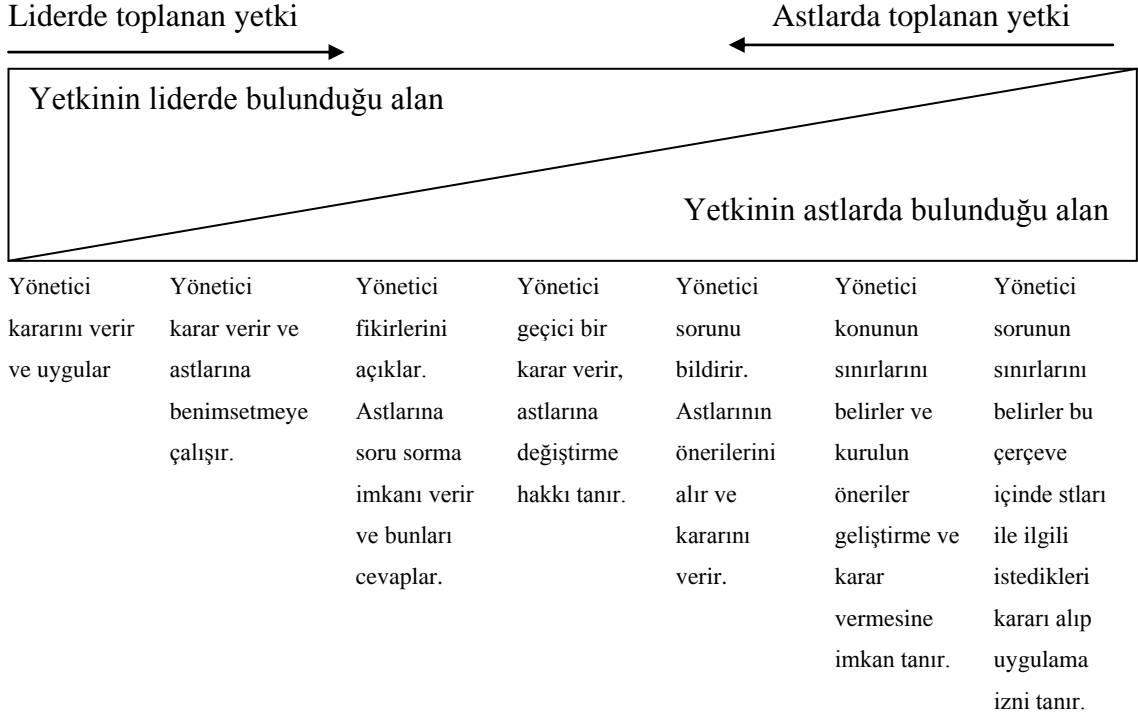 Liderde toplanan yetki
Astlarda toplanan yetki
Yetkinin liderde bulunduğu alan
Yetkinin astlarda bulunduğu alan
Yönetici
kararını verir
ve uygular
Yönetici
karar verir ve
astlarına
benimsetmeye
çalışır.
Yönetici
fikirlerini
açıklar.
Astlarına
soru sorma
imkanı verir
ve bunları
cevaplar.
Yönetici
geçici bir
karar verir,
astlarına
değiştirme
hakkı tanır.
Yönetici
sorunu
bildirir.
Astlarının
önerilerini
alır ve
kararını
verir.
Yönetici
konunun
sınırlarını
belirler ve
kurulun
öneriler
geliştirme ve
karar
vermesine
imkan tanır.
Yönetici
sorunun
sınırlarını
belirler bu
çerçeve
içinde stları
ile ilgili
istedikleri
kararı alıp
uygulama
izni tanır.